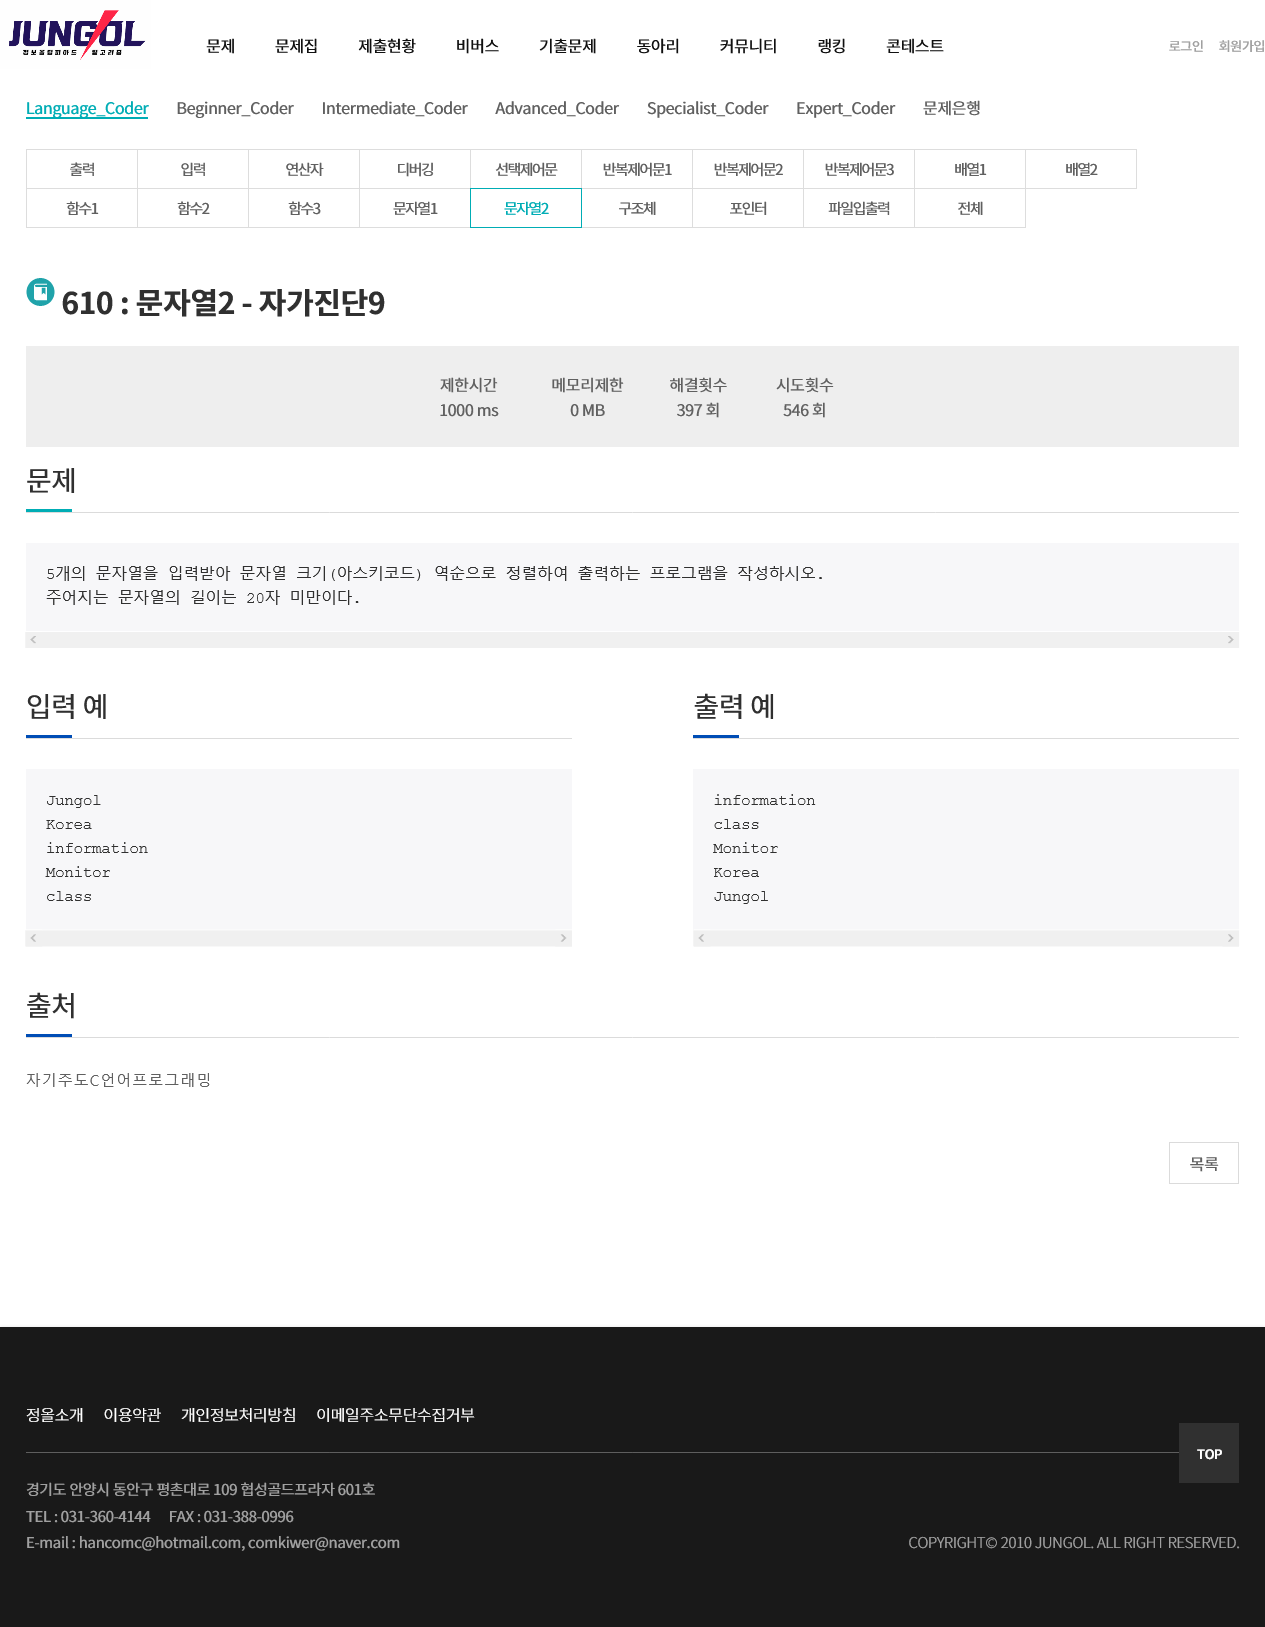 JUNGOL
정보올림피아드 알고리즘
문제 문제집 제출현황 비버스 기출문제 동아리 커뮤니티 랭킹 콘테스트 로그인 회원가입
Language_Coder Beginner_Coder Intermediate_Coder Advanced_Coder Specialist_Coder Expert_Coder 문제은행
출력 입력 연산자 디버깅 선택제어문 반복제어문1 반복제어문2 반복제어문3 배열1 배열2
함수1 함수2 함수3 문자열1 문자열2 구조체 포인터 파일입출력 전체
610 : 문자열2 - 자가진단9
제한시간 메모리제한 해결횟수 시도횟수
1000 ms 0 MB 397 회 546 회
문제
5개의 문자열을 입력받아 문자열 크기(아스키코드) 역순으로 정렬하여 출력하는 프로그램을 작성하시오.
주어지는 문자열의 길이는 20자 미만이다.
입력 예
Jungol
Korea
information
Monitor
class
출력 예
information
class
Monitor
Korea
Jungol
출처
자기주도C언어프로그래밍
목록
정올소개 이용약관 개인정보처리방침 이메일주소무단수집거부
TOP
경기도 안양시 동안구 평촌대로 109 협성골드프라자 601호
TEL : 031-360-4144 FAX : 031-388-0996
E-mail : hancomc@hotmail.com, comkiwer@naver.com
COPYRIGHT© 2010 JUNGOL. ALL RIGHT RESERVED.